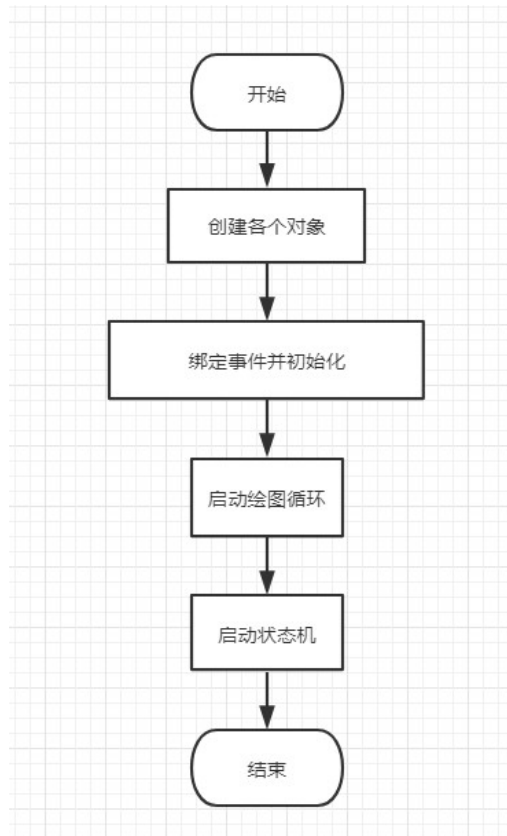 开始
创建各个对象
绑定事件并初始化
启动绘图循环
启动状态机
结束